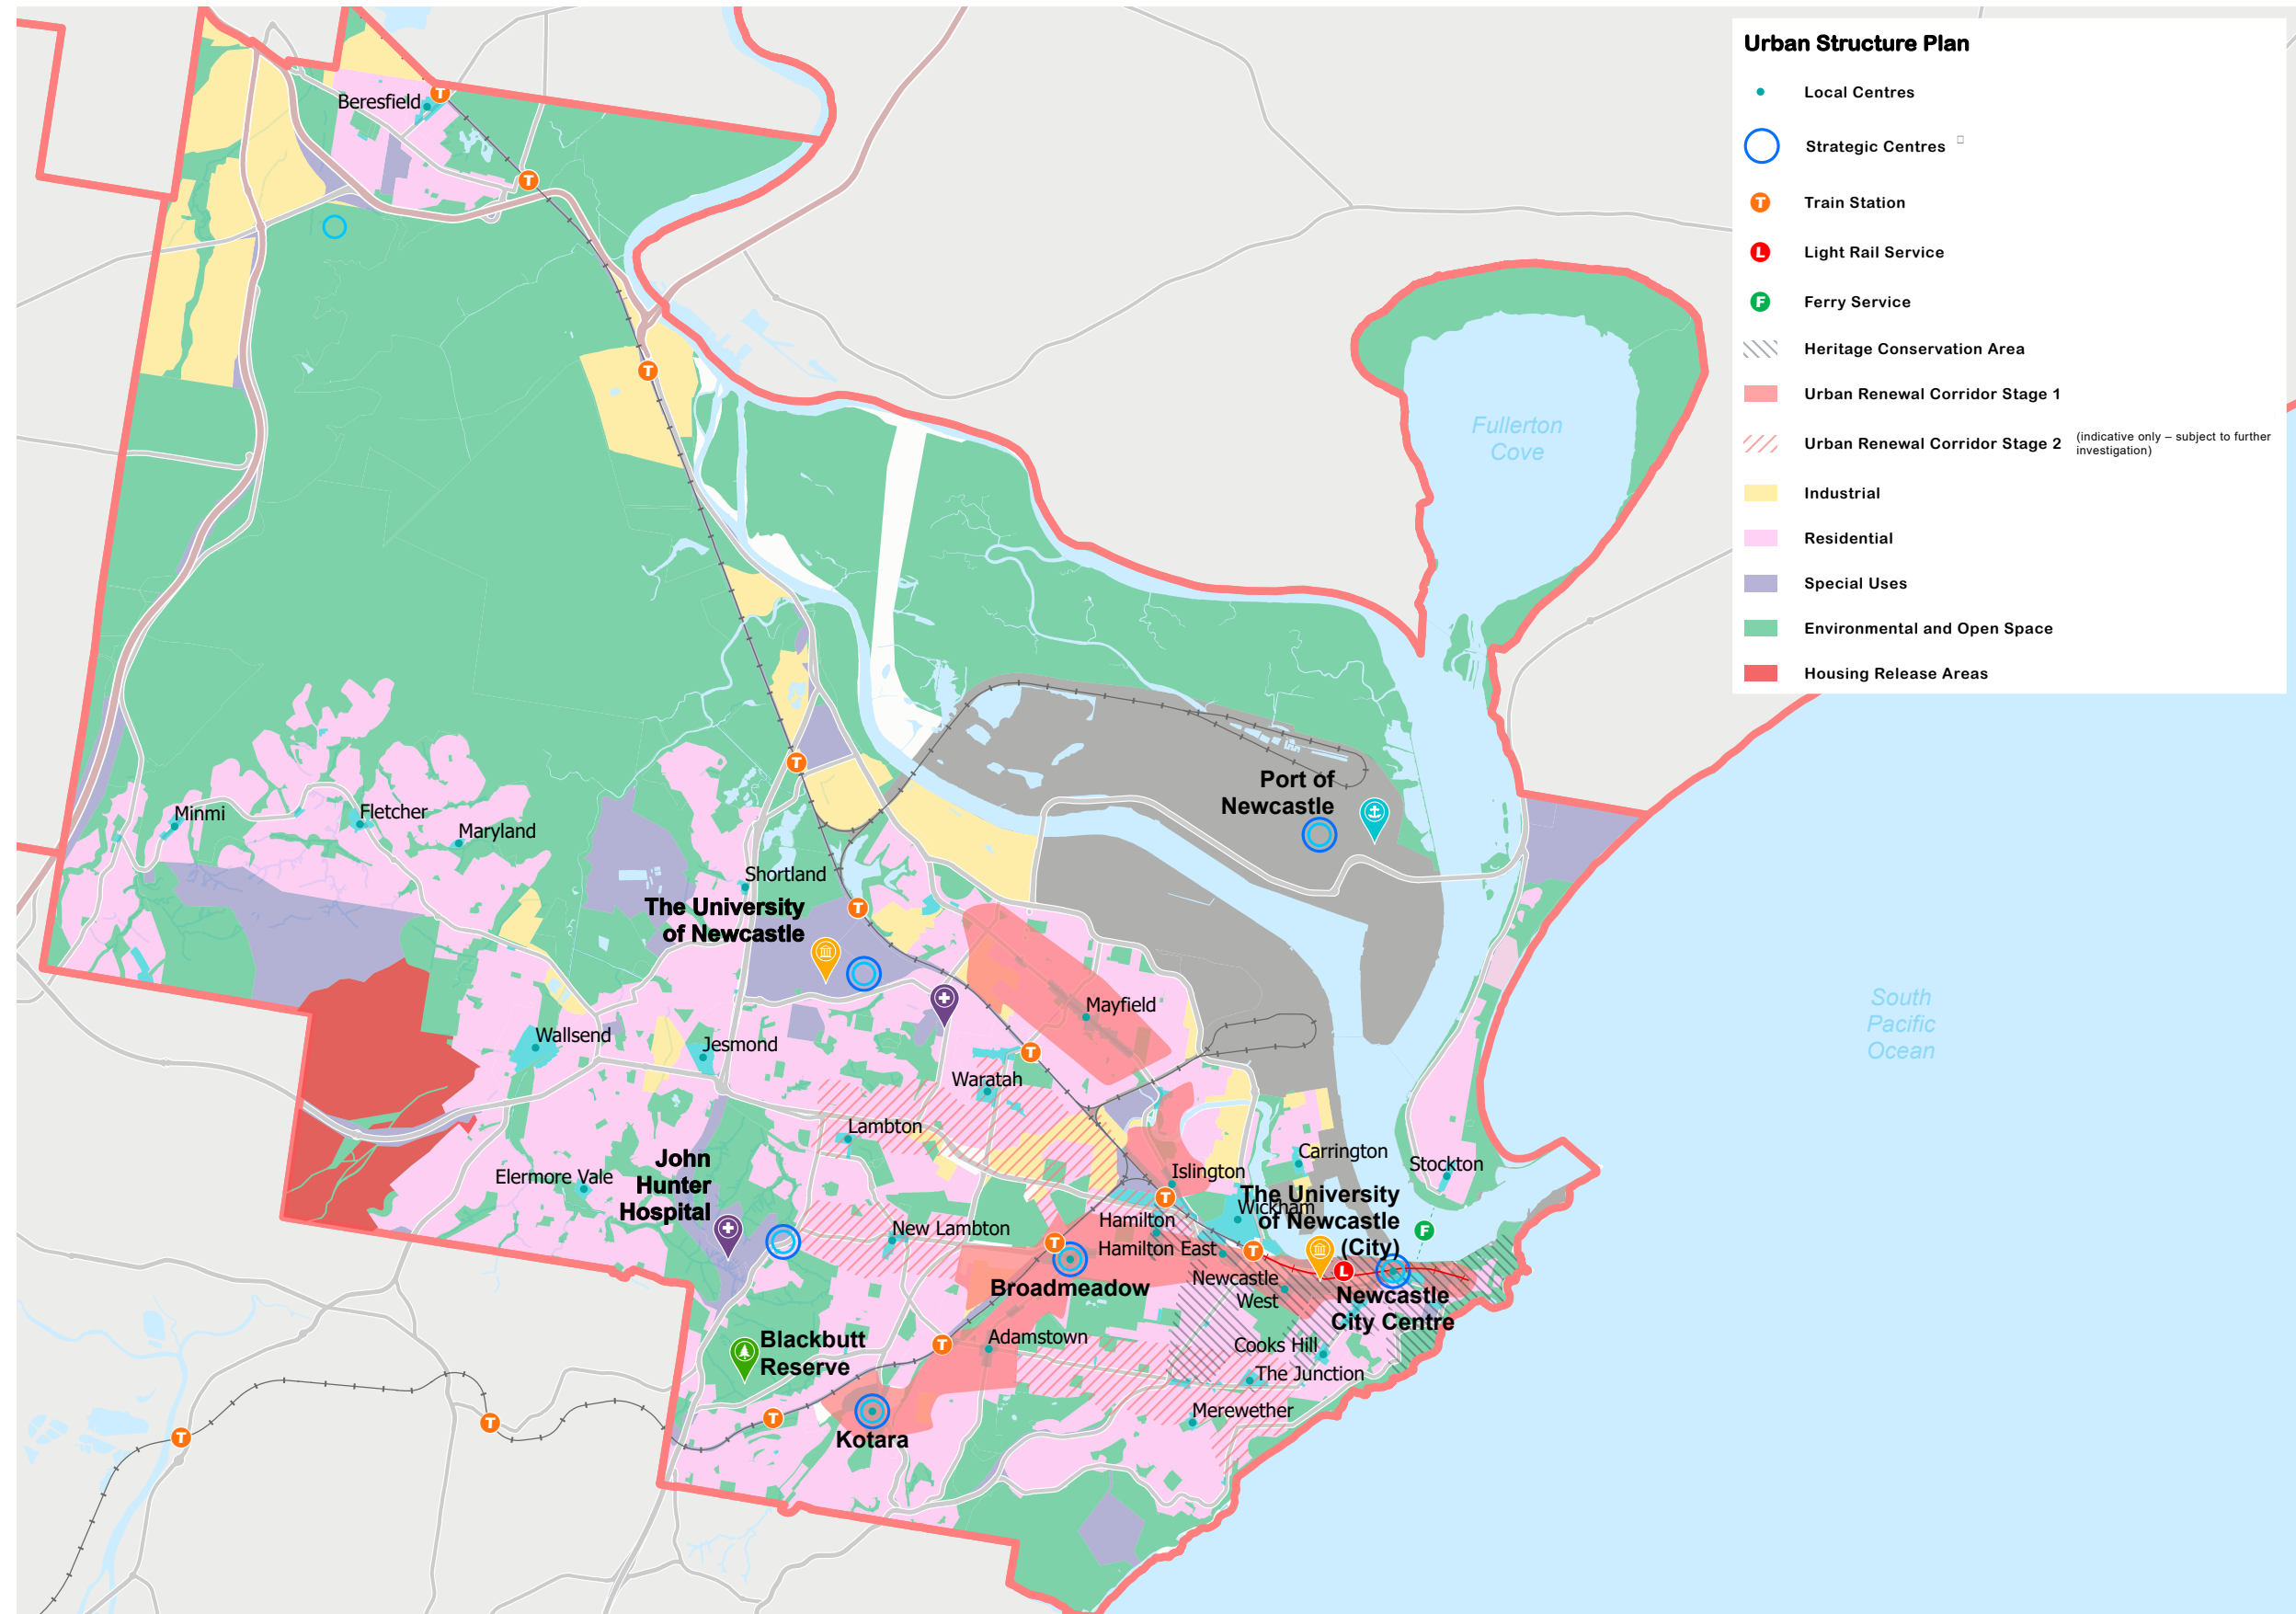 Urban Structure Plan
Local Centres
Strategic Centres
T Train Station
L Light Rail Service
F Ferry Service
Heritage Conservation Area
Urban Renewal Corridor Stage 1
Urban Renewal Corridor Stage 2 (indicative only – subject to further
investigation)
Industrial
Residential
Special Uses
Environmental and Open Space
Housing Release Areas
Beresfield
T
T
T
Fullerton
Cove
T
Port of
Newcastle
Minmi
Fletcher
Maryland
Shortland
The University
of Newcastle
T
South
Pacific
Ocean
Mayfield
Wallsend
Jesmond
T
Waratah
Lambton
John
Hunter
Hospital
Elermore Vale
Carrington
Stockton
Islington
T
The University
of Newcastle
(City)
Wickham
Hamilton
New Lambton
Hamilton East
T
T
F
L
Broadmeadow
Newcastle
West
Newcastle
City Centre
Blackbutt
Reserve
T
Adamstown
Cooks Hill
The Junction
Merewether
T
Kotara
T
T